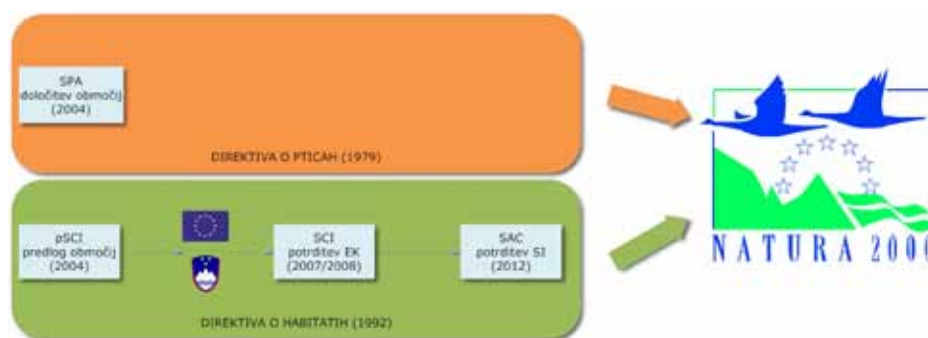 SPA
določitev območij
(2004)
DIREKTIVA O PTICAH (1979)
pSCI
predlog območij
(2004)
SCI
potrditev EK
(2007/2008)
SAC
potrditev SI
(2012)
DIREKTIVA O HABITATIH (1992)
NATURA 2000